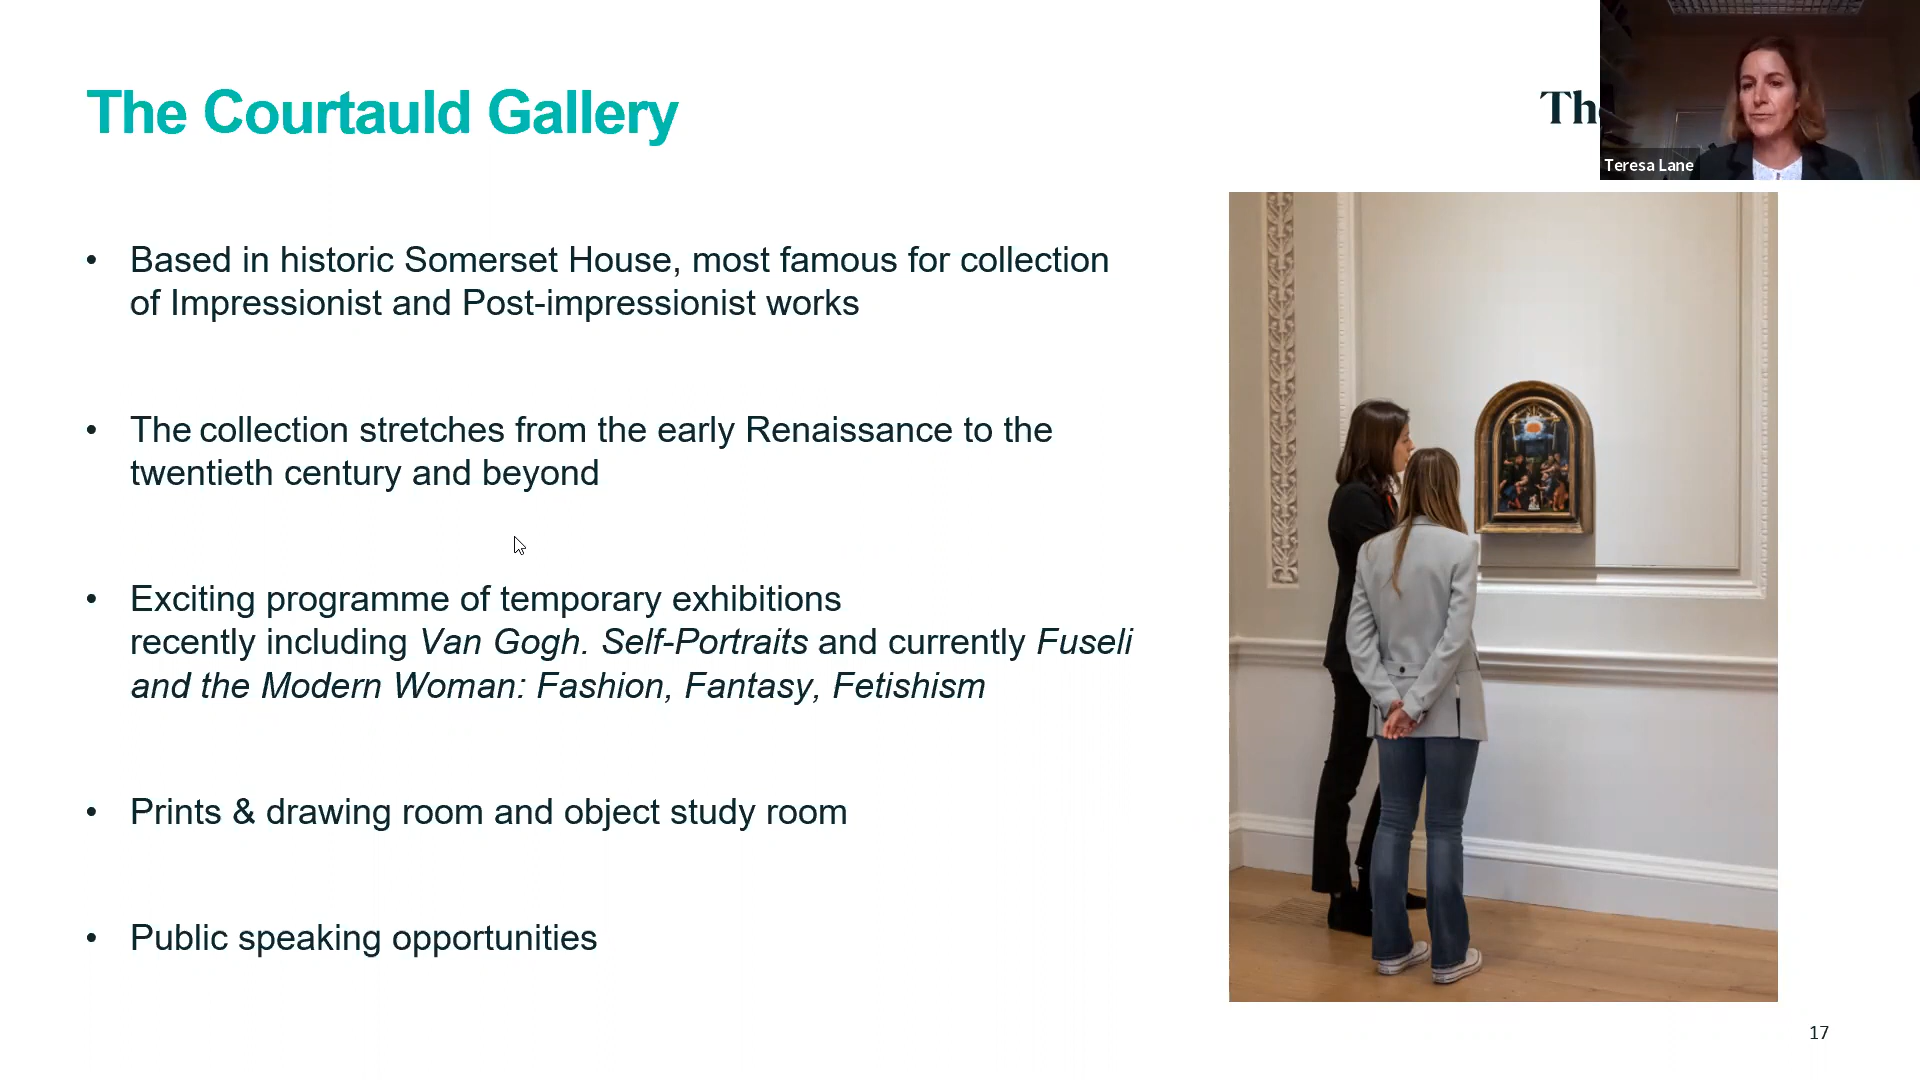 The Courtauld Gallery
Th
Teresa Lane
• Based in historic Somerset House, most famous for collection
of Impressionist and Post-impressionist works
• The collection stretches from the early Renaissance to the
twentieth century and beyond
• Exciting programme of temporary exhibitions
recently including Van Gogh. Self-Portraits and currently Fuseli
and the Modern Woman: Fashion, Fantasy, Fetishism
• Prints & drawing room and object study room
• Public speaking opportunities
17